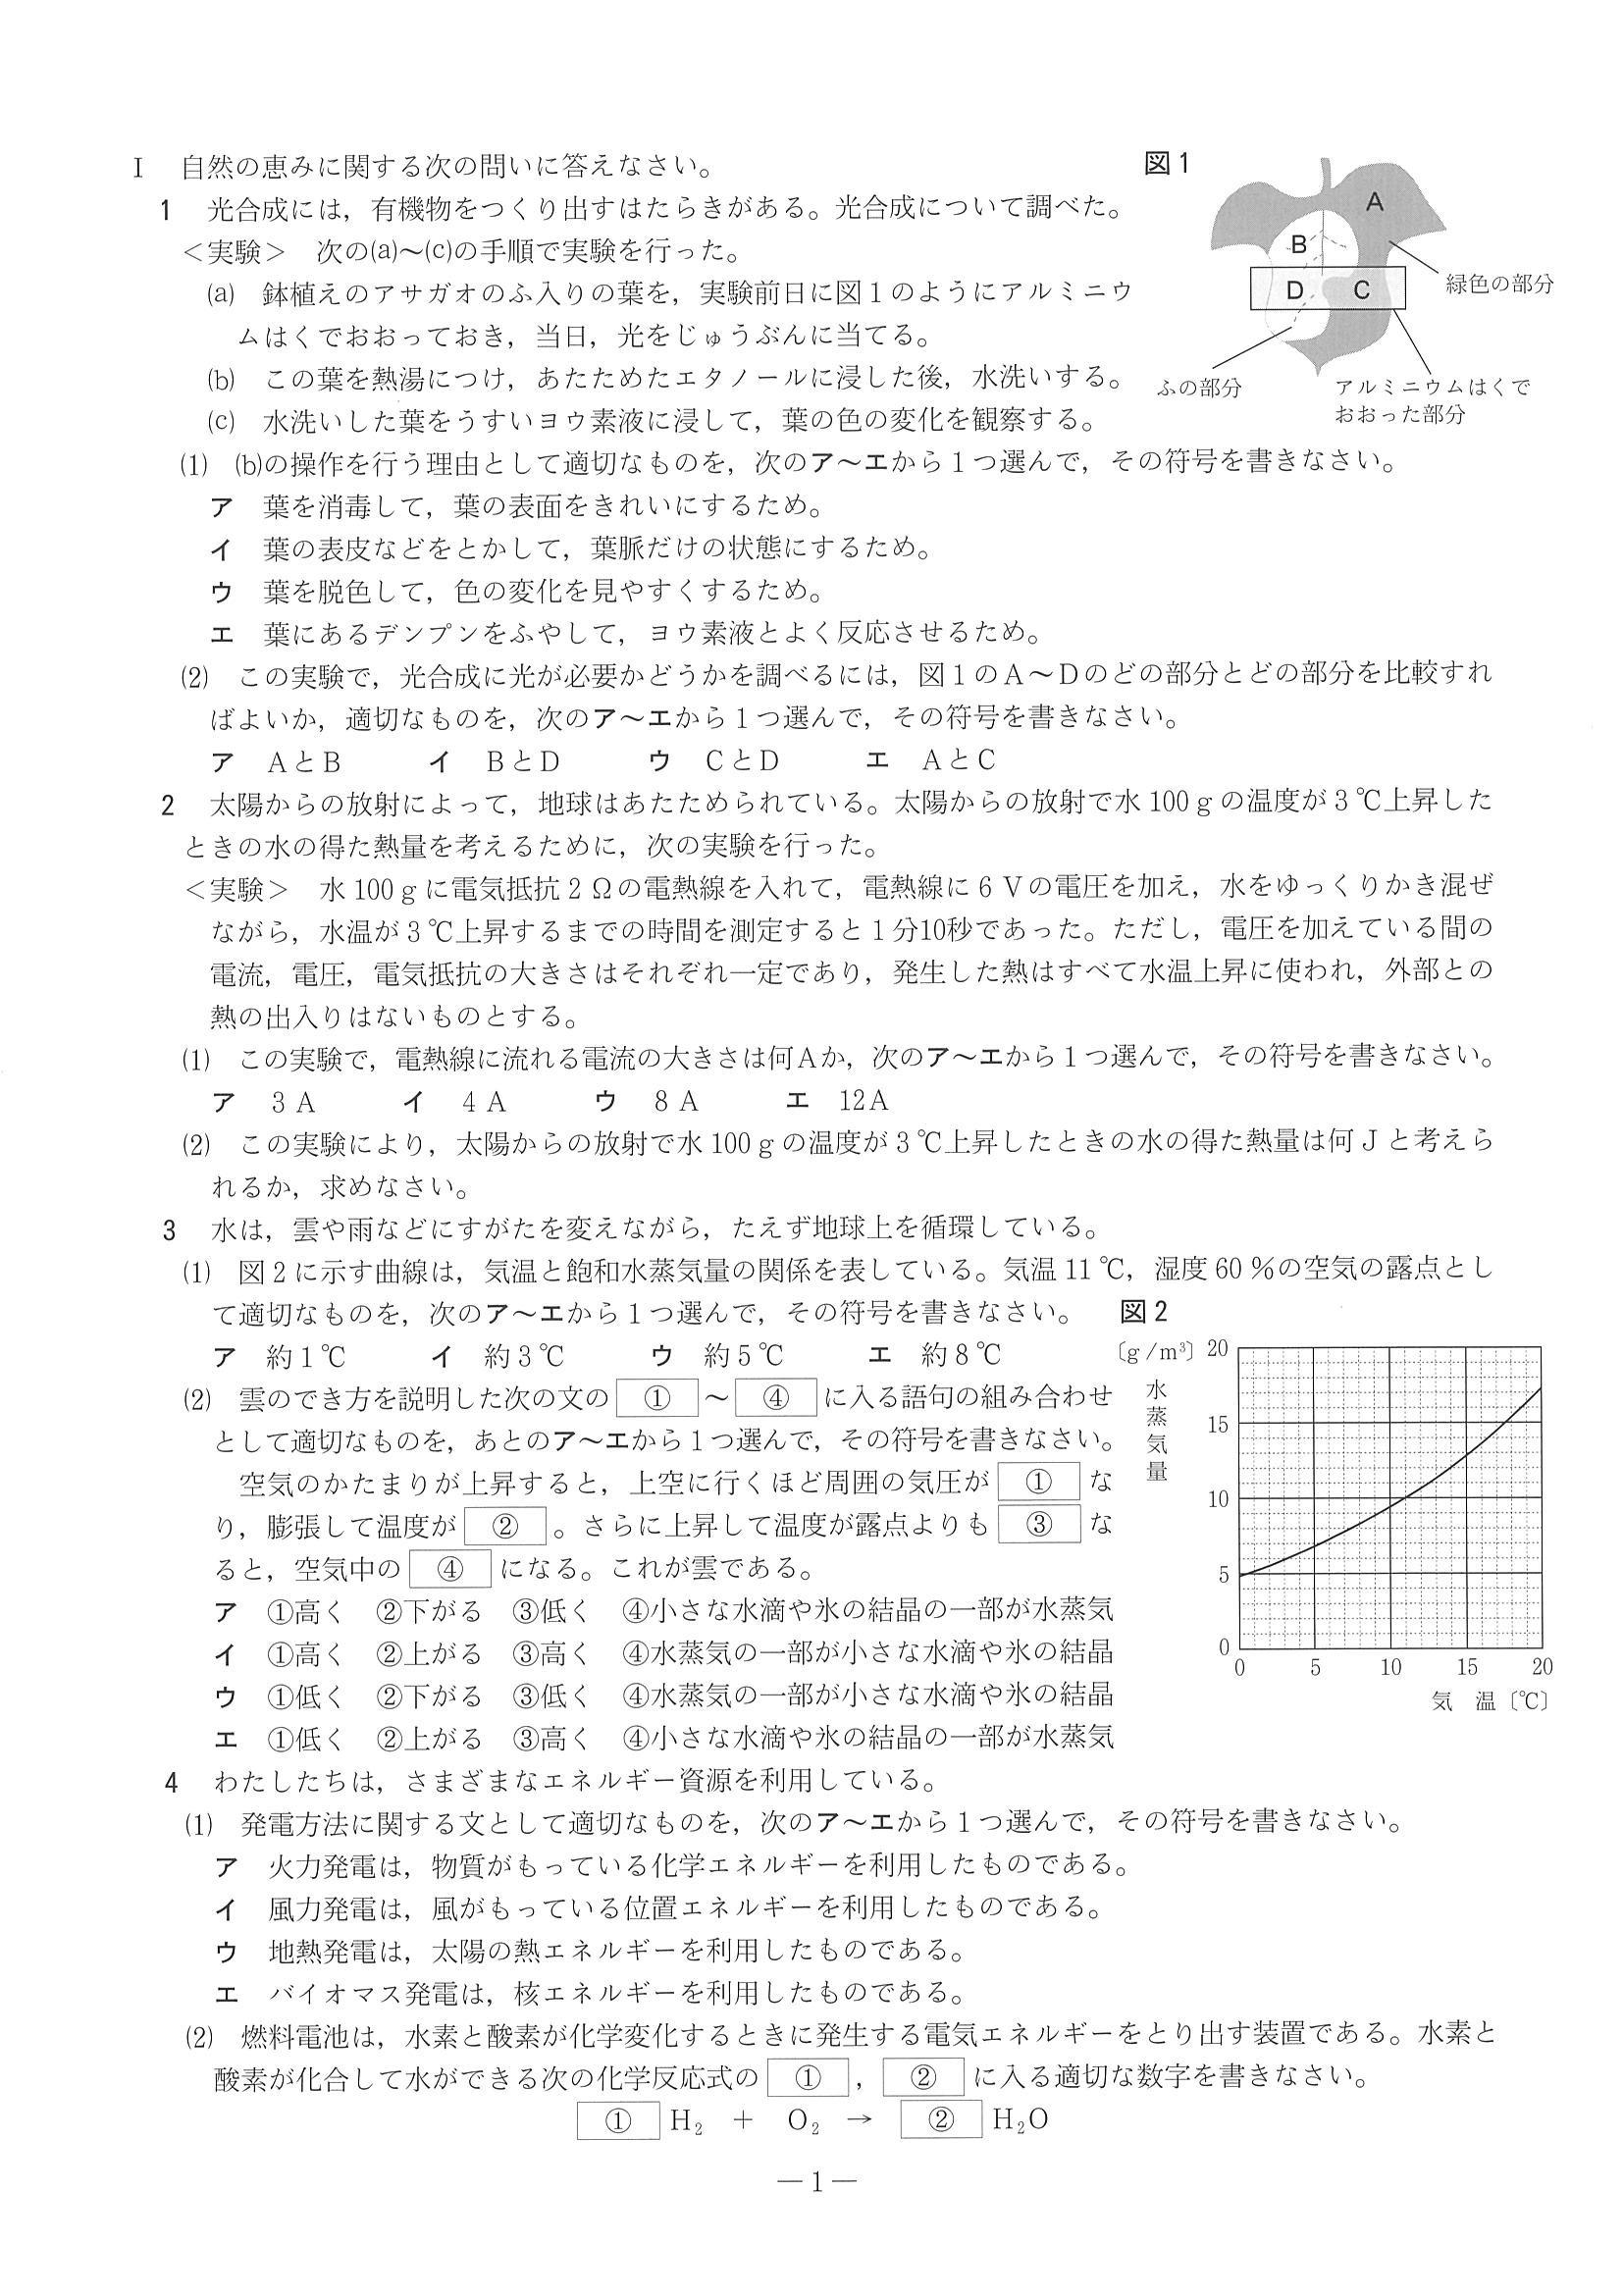 Ⅰ 自然の恵みに関する次の問いに答えなさい。
1 光合成には，有機物をつくり出すはたらきがある。光合成について調べた。
＜実験＞ 次の(a)～(c)の手順で実験を行った。
(a) 鉢植えのアサガオのふ入りの葉を，実験前日に図１のようにアルミニウ
ムはくでおおっておき，当日，光をじゅうぶんに当てる。
(b) この葉を熱湯につけ，あたためたエタノールに浸した後，水洗いする。
(c) 水洗いした葉をうすいヨウ素液に浸して，葉の色の変化を観察する。
図1
A
B
D
C
緑色の部分
ふの部分
アルミニウムはくで
おおった部分
(1) (b)の操作を行う理由として適切なものを，次のア～エから１つ選んで，その符号を書きなさい。
ア 葉を消毒して，葉の表面をきれいにするため。
イ 葉の表皮などをとかして，葉脈だけの状態にするため。
ウ 葉を脱色して，色の変化を見やすくするため。
エ 葉にあるデンプンをふやして，ヨウ素液とよく反応させるため。
(2) この実験で，光合成に光が必要かどうかを調べるには，図１のＡ～Ｄのどの部分とどの部分を比較すれ
ばよいか，適切なものを，次のア～エから１つ選んで，その符号を書きなさい。
ア ＡとＢ イ ＢとＤ ウ ＣとＤ エ ＡとＣ
2 太陽からの放射によって，地球はあたためられている。太陽からの放射で水 100ｇの温度が３℃上昇した
ときの水の得た熱量を考えるために，次の実験を行った。
＜実験＞ 水 100ｇに電気抵抗２Ωの電熱線を入れて，電熱線に６Ｖの電圧を加え，水をゆっくりかき混ぜ
ながら，水温が３℃上昇するまでの時間を測定すると１分10秒であった。ただし，電圧を加えている間の
電流，電圧，電気抵抗の大きさはそれぞれ一定であり，発生した熱はすべて水温上昇に使われ，外部との
熱の出入りはないものとする。
(1) この実験で，電熱線に流れる電流の大きさは何Ａか，次のア～エから１つ選んで，その符号を書きなさい。
ア ３Ａ イ ４Ａ ウ ８Ａ エ 12Ａ
(2) この実験により，太陽からの放射で水 100ｇの温度が３℃上昇したときの水の得た熱量は何Ｊと考えら
れるか，求めなさい。
3 水は，雲や雨などにすがたを変えながら，たえず地球上を循環している。
(1) 図２に示す曲線は，気温と飽和水蒸気量の関係を表している。気温 11℃，湿度 60％の空気の露点とし
て適切なものを，次のア～エから１つ選んで，その符号を書きなさい。
ア 約１℃ イ 約３℃ ウ 約５℃ エ 約８℃
(2) 雲のでき方を説明した次の文の ① ～ ④ に入る語句の組み合わせ
として適切なものを，あとのア～エから１つ選んで，その符号を書きなさい。
空気のかたまりが上昇すると，上空に行くほど周囲の気圧が ① な
り，膨張して温度が ② 。さらに上昇して温度が露点よりも ③ な
ると，空気中の ④ になる。これが雲である。
ア ①高く ②下がる ③低く ④小さな水滴や氷の結晶の一部が水蒸気
イ ①高く ②上がる ③高く ④水蒸気の一部が小さな水滴や氷の結晶
ウ ①低く ②下がる ③低く ④水蒸気の一部が小さな水滴や氷の結晶
エ ①低く ②上がる ③高く ④小さな水滴や氷の結晶の一部が水蒸気
図2
〔g/m³〕 20
水蒸気量
15
10
5
0
0 5 10 15 20
気 温〔℃〕
4 わたしたちは，さまざまなエネルギー資源を利用している。
(1) 発電方法に関する文として適切なものを，次のア～エから１つ選んで，その符号を書きなさい。
ア 火力発電は，物質がもっている化学エネルギーを利用したものである。
イ 風力発電は，風がもっている位置エネルギーを利用したものである。
ウ 地熱発電は，太陽の熱エネルギーを利用したものである。
エ バイオマス発電は，核エネルギーを利用したものである。
(2) 燃料電池は，水素と酸素が化学変化するときに発生する電気エネルギーをとり出す装置である。水素と
酸素が化合して水ができる次の化学反応式の ① ， ② に入る適切な数字を書きなさい。
① H₂ ＋ O₂ → ② H₂O
― 1 ―